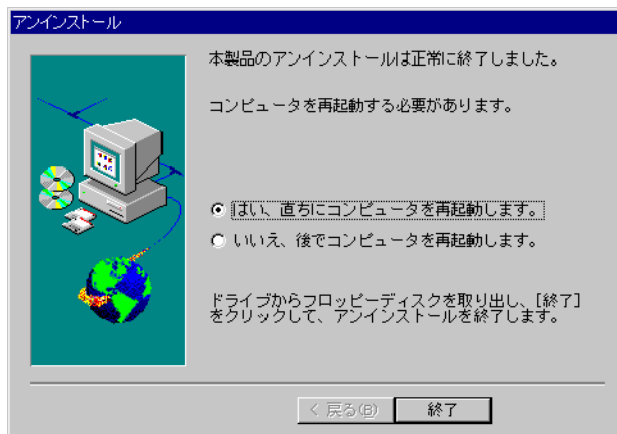 アンインストール
本製品のアンインストールは正常に終了しました。
コンピュータを再起動する必要があります。
はい、直ちにコンピュータを再起動します。
いいえ、後でコンピュータを再起動します。
ドライブからフロッピーディスクを取り出し、[終了]
をクリックして、アンインストールを終了します。
< 戻る(B)
終了